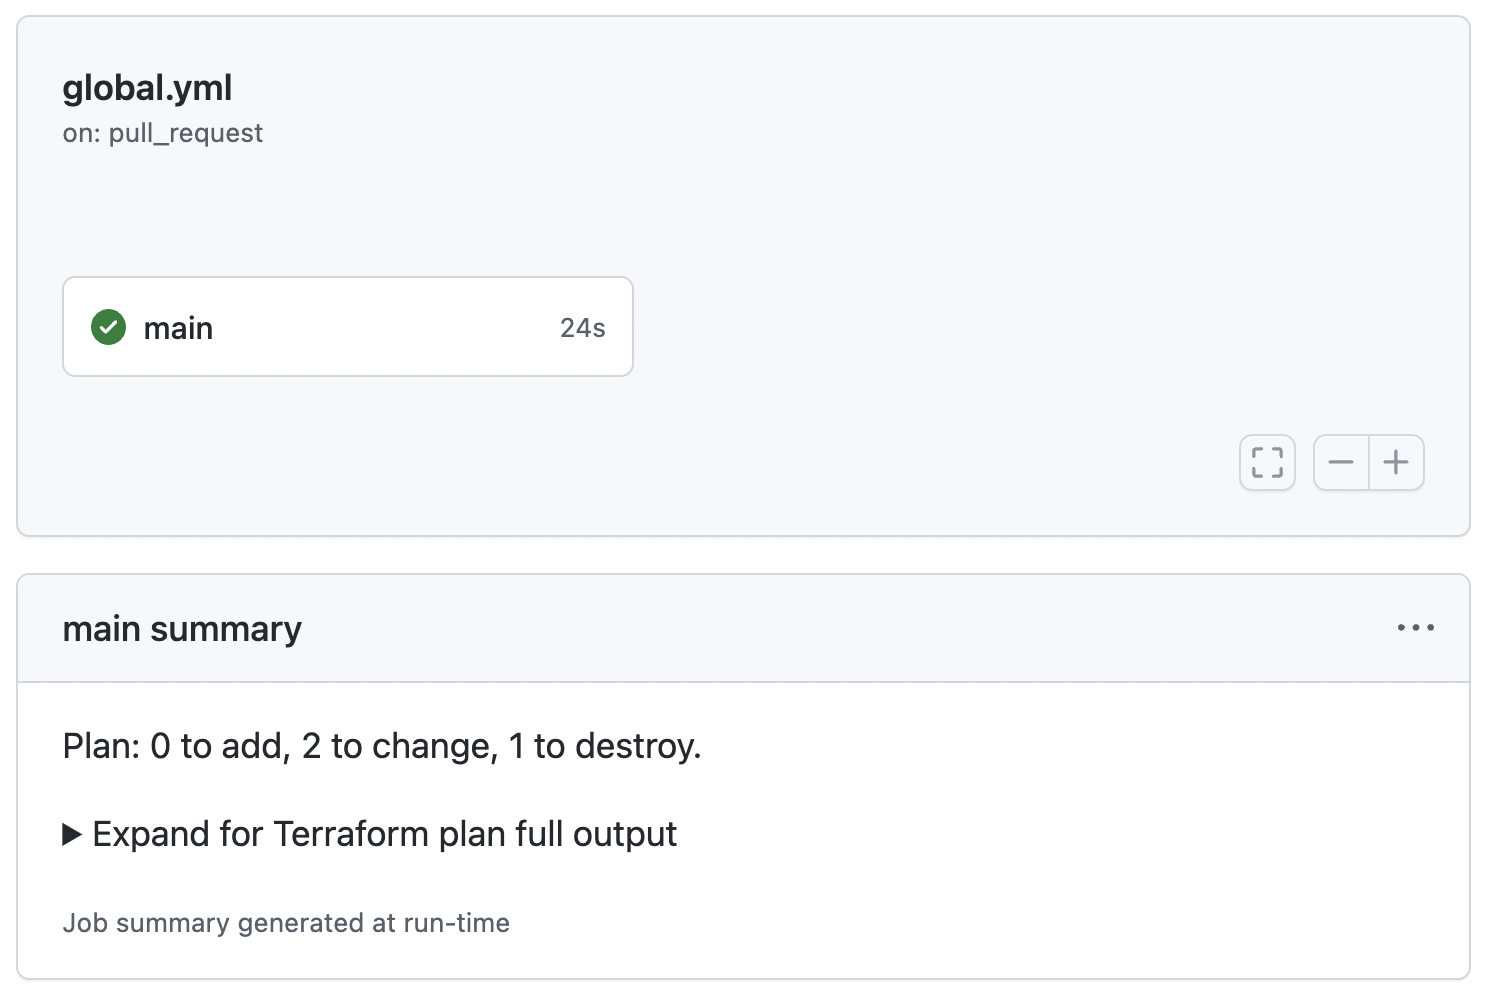 global.yml
on: pull_request
main 24s
main summary
Plan: 0 to add, 2 to change, 1 to destroy.
Expand for Terraform plan full output
Job summary generated at run-time